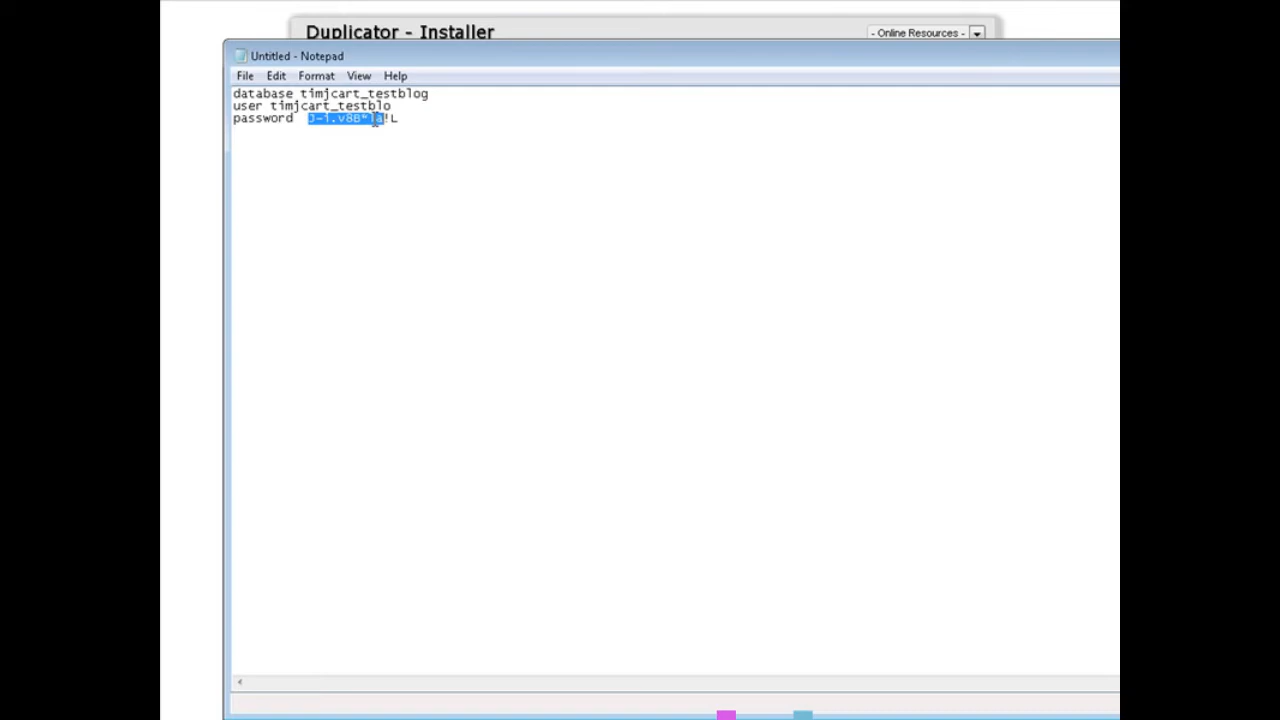 Duplicator - Installer
- Online Resources -
Untitled - Notepad
File Edit Format View Help
database timjcart_testblog
user timjcart_testblo
password